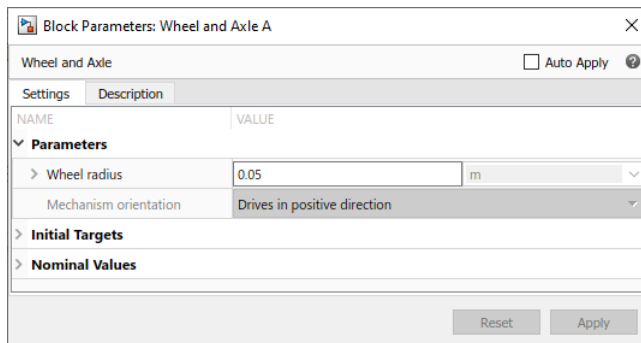 Block Parameters: Wheel and Axle A
Wheel and Axle
Auto Apply
Settings Description
NAME VALUE
Parameters
Wheel radius 0.05 m
Mechanism orientation Drives in positive direction
Initial Targets
Nominal Values
Reset Apply